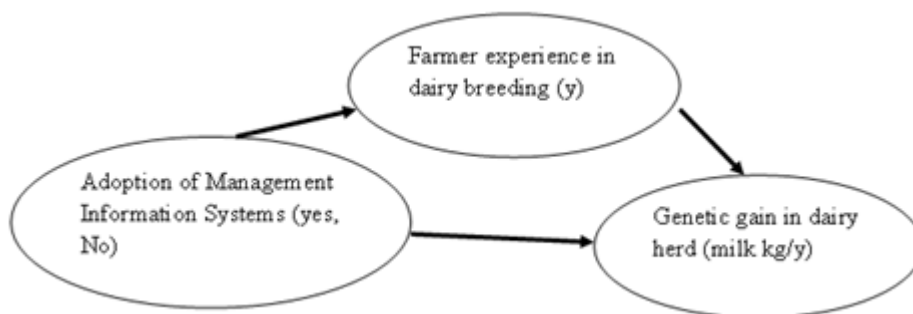 Farmer experience in
dairy breeding (y)
Adoption of Management
Information Systems (yes,
No)
Genetic gain in dairy
herd (milk kg/y)